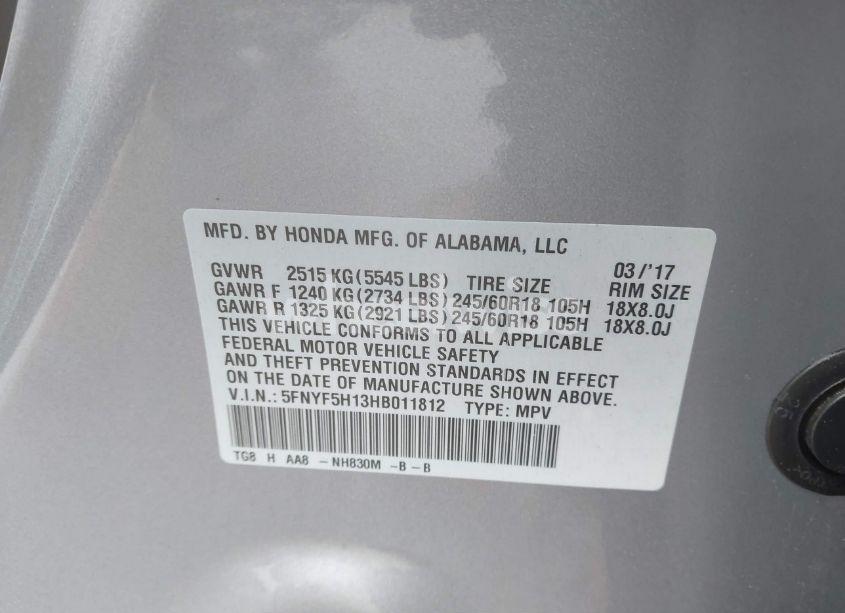 MFD. BY HONDA MFG. OF ALABAMA, LLC
03/'17
GVWR 2515 KG(5545 LBS) TIRE SIZE RIM SIZE
GAWR F 1240 KG(2734 LBS) 245/60R18 105H 18X8.0J
GAWR R 1325 KG(2921 LBS) 245/60R18 105H 18X8.0J
THIS VEHICLE CONFORMS TO ALL APPLICABLE
FEDERAL MOTOR VEHICLE SAFETY
AND THEFT PREVENTION STANDARDS IN EFFECT
ON THE DATE OF MANUFACTURE SHOWN ABOVE.
V.I.N.: 5FNYF5H13HB011812 TYPE: MPV
TG8 H AA8 -NH830M -B-B